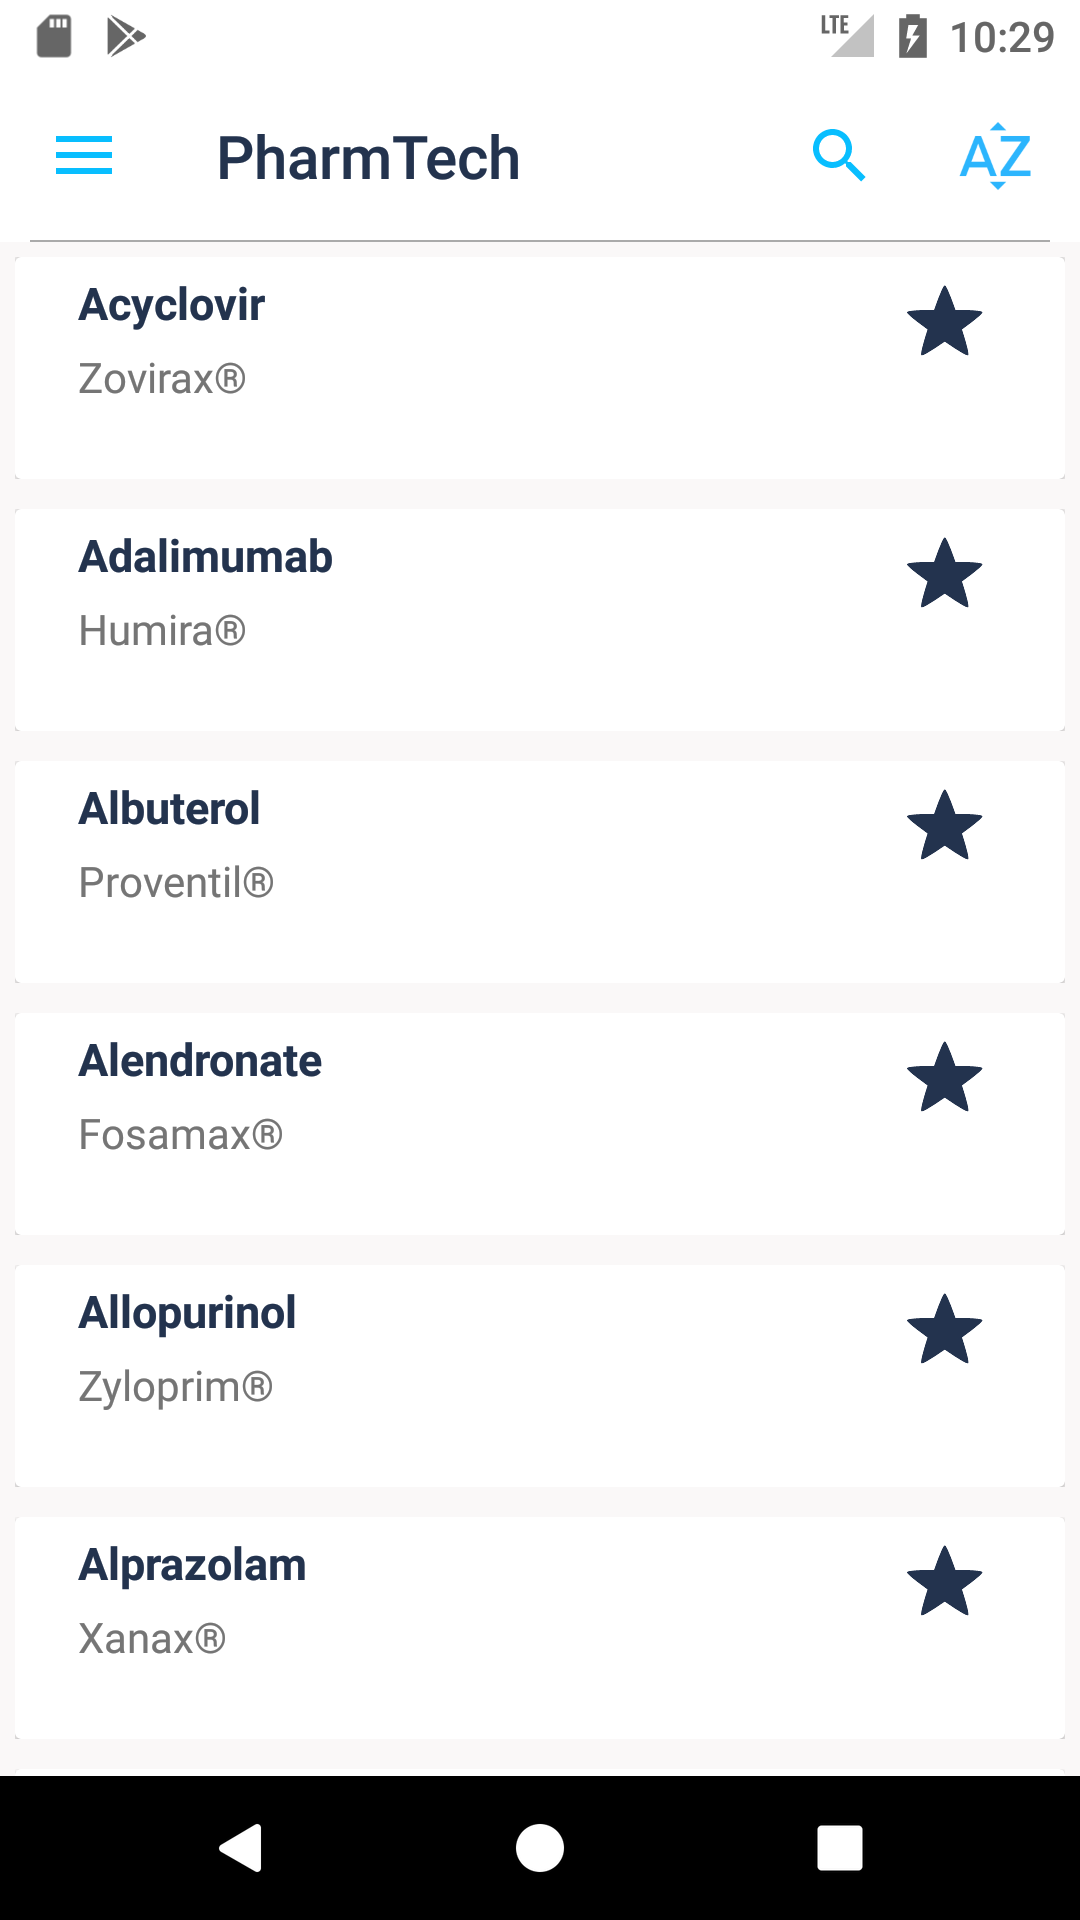 LTE 10:29
PharmTech AZ
Acyclovir
Zovirax®
Adalimumab
Humira®
Albuterol
Proventil®
Alendronate
Fosamax®
Allopurinol
Zyloprim®
Alprazolam
Xanax®